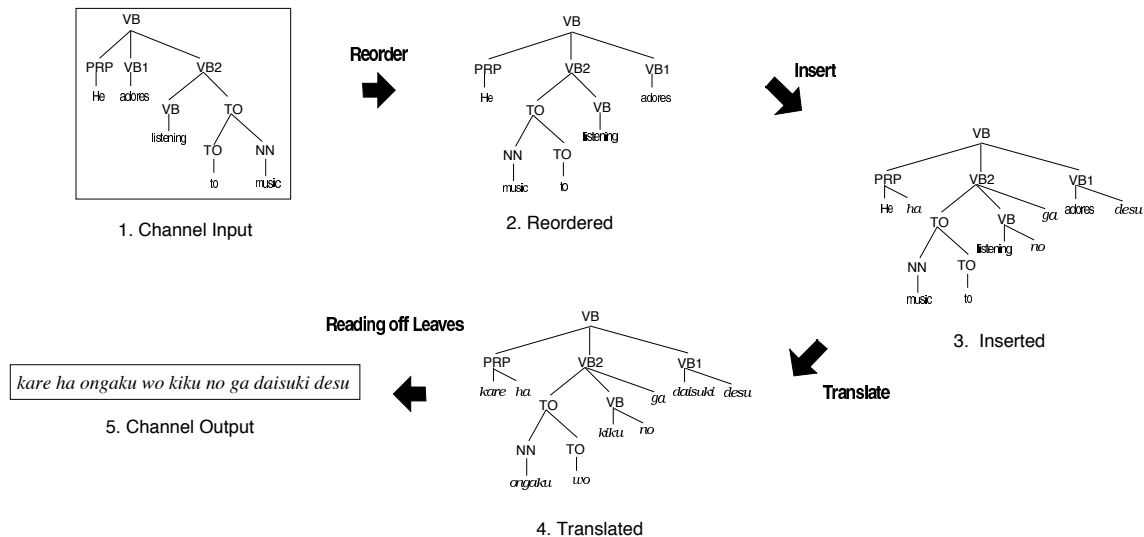 VB
PRP VB1 VB2
He adores VB TO
listening TO NN
to music
1. Channel Input
Reorder
VB
PRP VB2 VB1
He TO VB adores
NN TO listening
music to
2. Reordered
Insert
VB
PRP VB2 VB1
He ha TO VB ga adores desu
NN TO listening no
music to
3. Inserted
Translate
VB
PRP VB2 VB1
kare ha TO VB ga daisuki desu
NN TO kiku no
ongaku wo
4. Translated
Reading off Leaves
kare ha ongaku wo kiku no ga daisuki desu
5. Channel Output